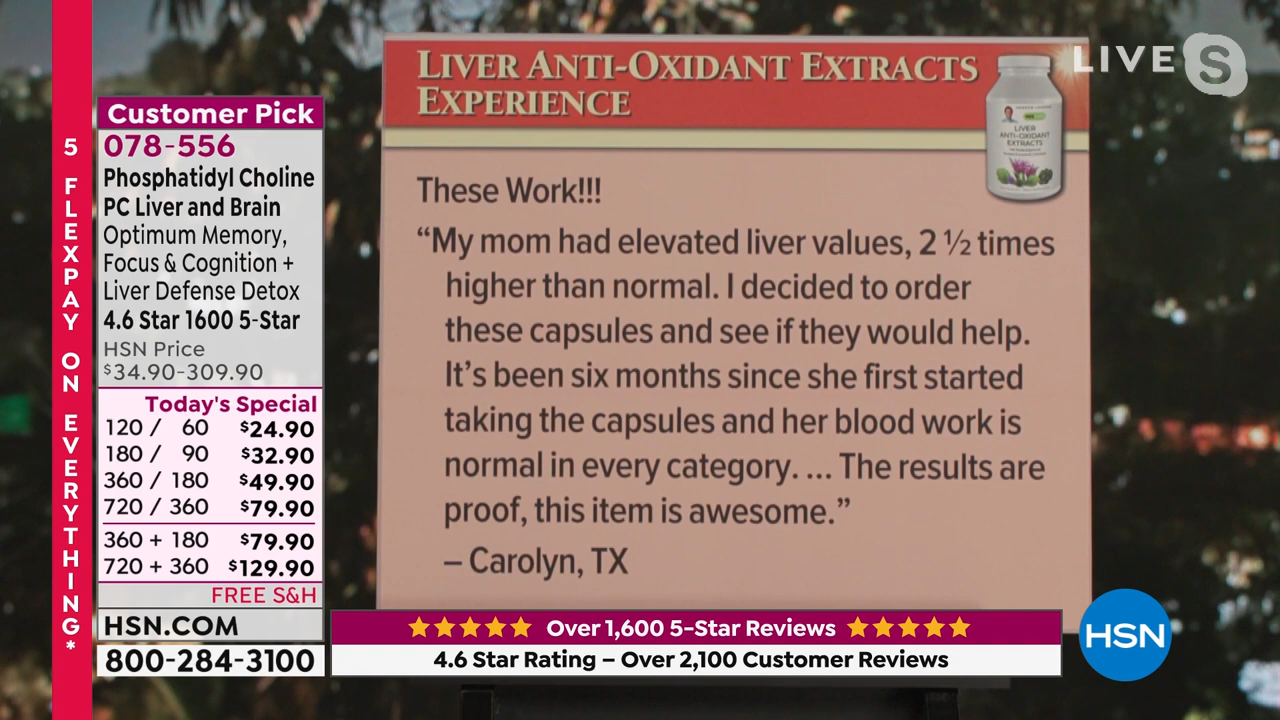 5 FLEXPAY ON EVERYTHING*
Customer Pick
078-556
Phosphatidyl Choline
PC Liver and Brain
Optimum Memory,
Focus & Cognition +
Liver Defense Detox
4.6 Star 1600 5-Star
HSN Price
$34.90-309.90
Today's Special
120 / 60 $24.90
180 / 90 $32.90
360 / 180 $49.90
720 / 360 $79.90
360 + 180 $79.90
720 + 360 $129.90
FREE S&H
HSN.COM
800-284-3100
LIVER ANTI-OXIDANT EXTRACTS
EXPERIENCE
LIVER
ANTI-OXIDANT
EXTRACTS
LIVE S
These Work!!!
“My mom had elevated liver values, 2 ½ times
higher than normal. I decided to order
these capsules and see if they would help.
It’s been six months since she first started
taking the capsules and her blood work is
normal in every category. ... The results are
proof, this item is awesome.”
– Carolyn, TX
Over 1,600 5-Star Reviews
4.6 Star Rating – Over 2,100 Customer Reviews
HSN